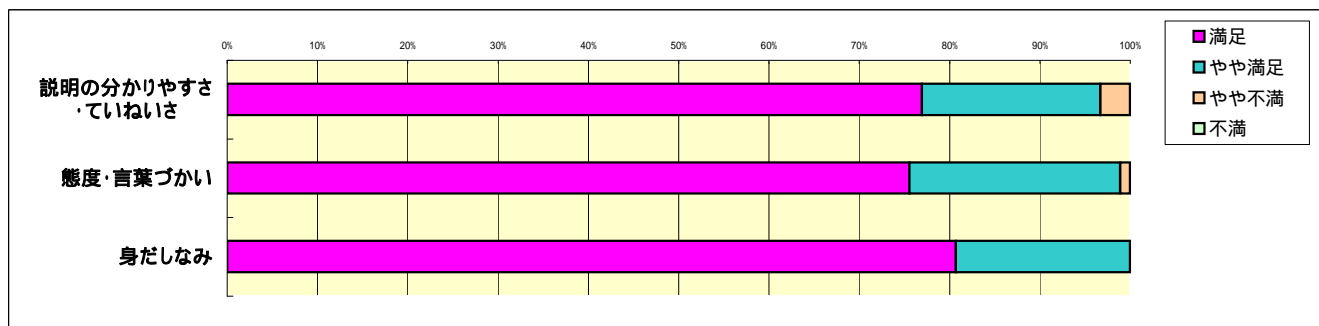 0% 10% 20% 30% 40% 50% 60% 70% 80% 90% 100%
説明の分かりやすさ
・ていねいさ
態度・言葉づかい
身だしなみ
満足
やや満足
やや不満
不満